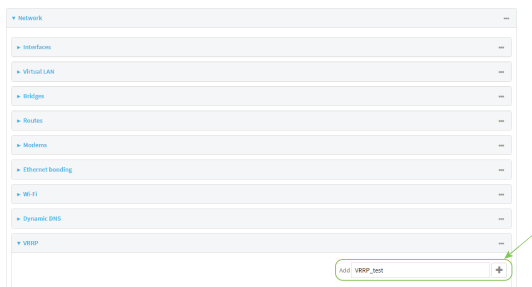 Network
Interfaces
Virtual LAN
Bridges
Routes
Modems
Ethernet bonding
Wi-Fi
Dynamic DNS
VRRP
Add VRRP_test